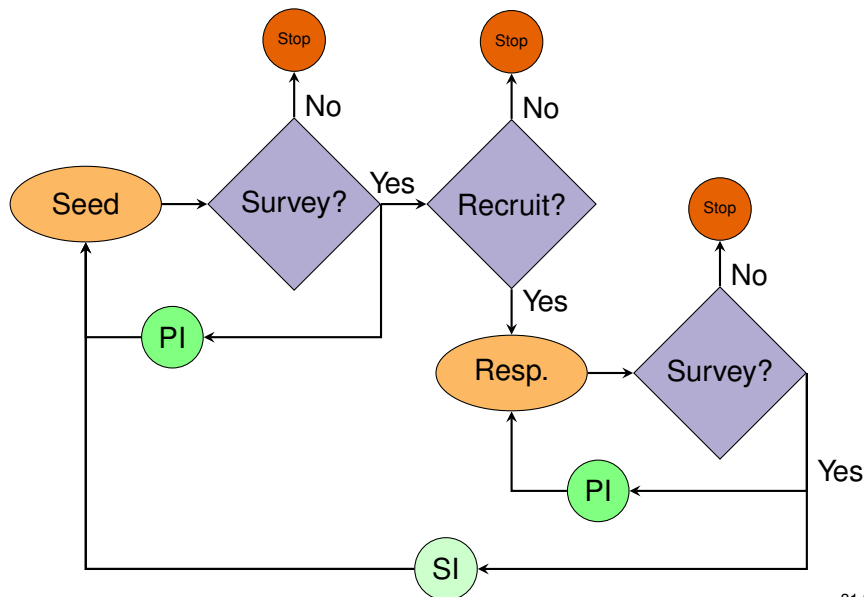 Stop
Stop
No
No
Seed
Survey?
Yes
Recruit?
Stop
No
Yes
PI
Resp.
Survey?
Yes
PI
SI